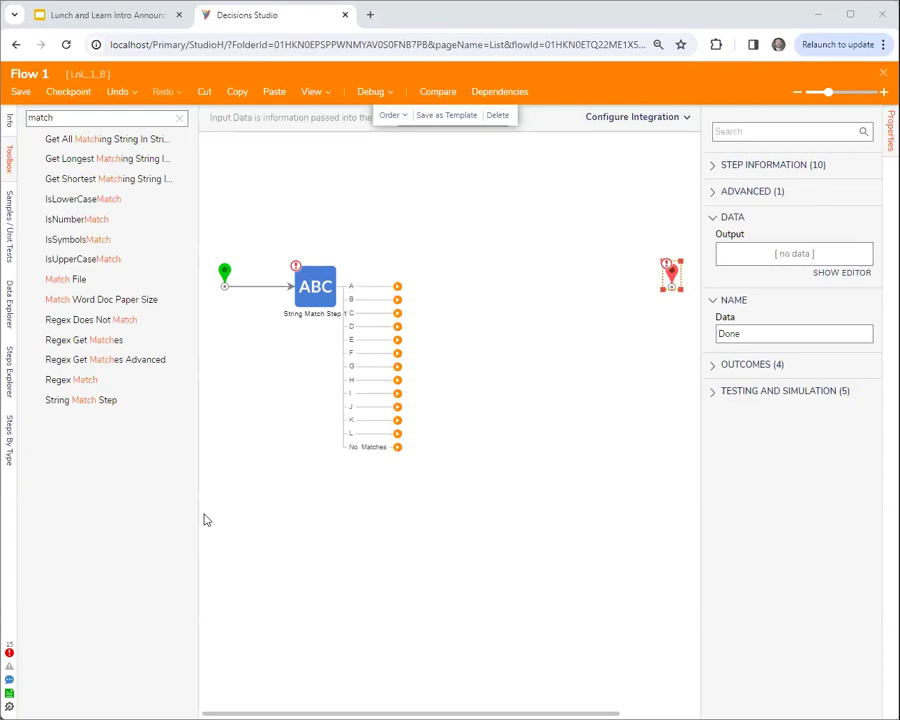 Lunch and Learn Intro Announc
Decisions Studio
localhost/Primary/StudioH/?FolderId=01HKN0EPSPPWNMYAV0S0FNB7PB&pageName=List&flowId=01HKN0ETQ22ME1X5...
Relaunch to update
Flow 1 [LnL_1_8]
Save Checkpoint Undo Redo Cut Copy Paste View Debug Compare Dependencies
Info
Toolbox
Samples / Unit Tests
Data Explorer
Steps Explorer
Steps By Type
15
match
Get All Matching String In Stri...
Get Longest Matching String I...
Get Shortest Matching String I...
IsLowerCaseMatch
IsNumberMatch
IsSymbolsMatch
IsUpperCaseMatch
Match File
Match Word Doc Paper Size
Regex Does Not Match
Regex Get Matches
Regex Get Matches Advanced
Regex Match
String Match Step
Input Data is information passed into the
Order Save as Template Delete
Configure Integration
ABC
String Match Step 1
A
B
C
D
E
F
G
H
I
J
K
L
No Matches
Properties
Search
STEP INFORMATION (10)
ADVANCED (1)
DATA
Output
[ no data ]
SHOW EDITOR
NAME
Data
Done
OUTCOMES (4)
TESTING AND SIMULATION (5)